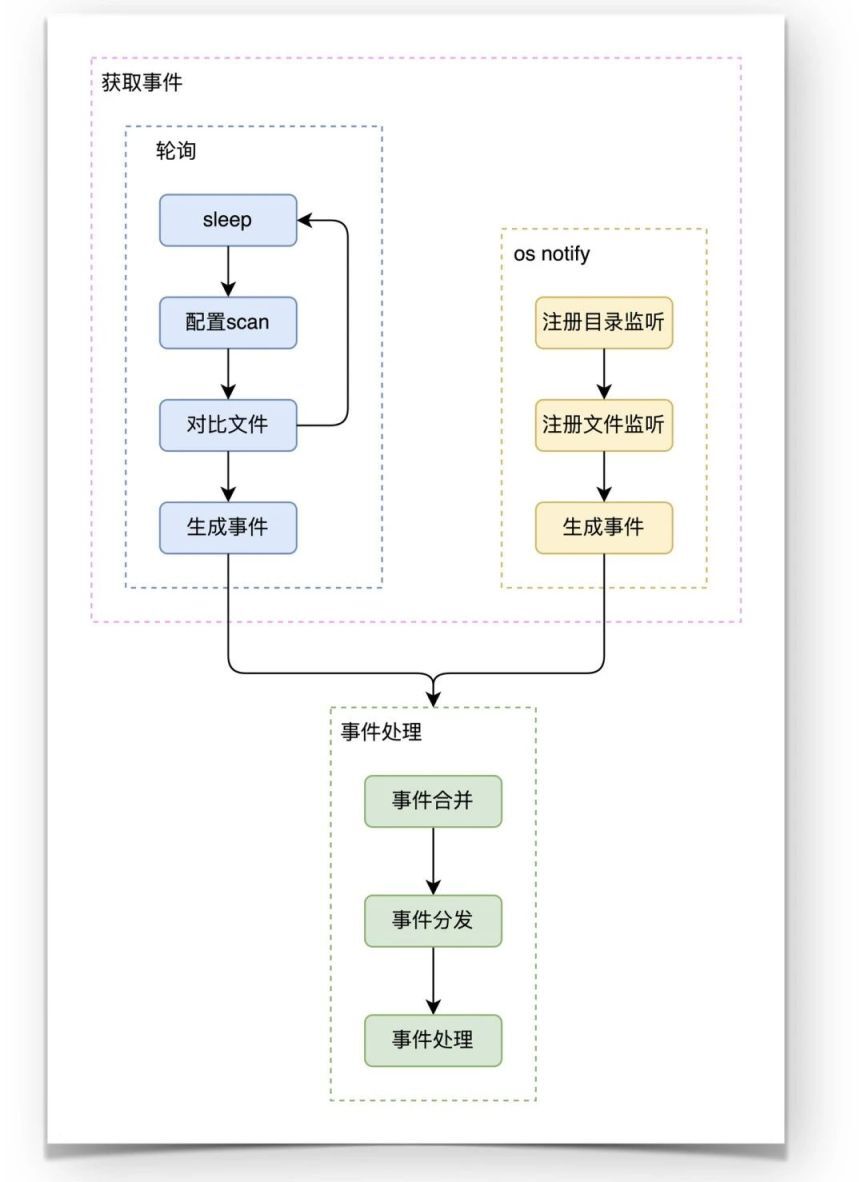 获取事件
轮询
sleep
配置scan
对比文件
生成事件
os notify
注册目录监听
注册文件监听
生成事件
事件处理
事件合并
事件分发
事件处理